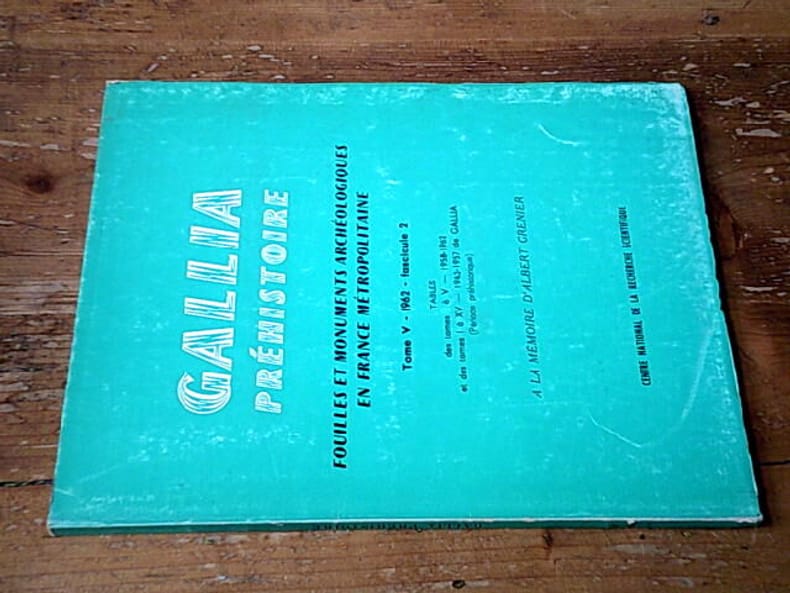 GALLIA
PRÉHISTOIRE
FOUILLES ET MONUMENTS ARCHÉOLOGIQUES
EN FRANCE MÉTROPOLITAINE
Tome V - 1962 - fascicule 2
TABLES
des tomes I à V — 1958-1962
et des tomes I à XV — 1943-1957 de GALLIA
(Période préhistorique)
A LA MÉMOIRE D'ALBERT GRENIER
CENTRE NATIONAL DE LA RECHERCHE SCIENTIFIQUE